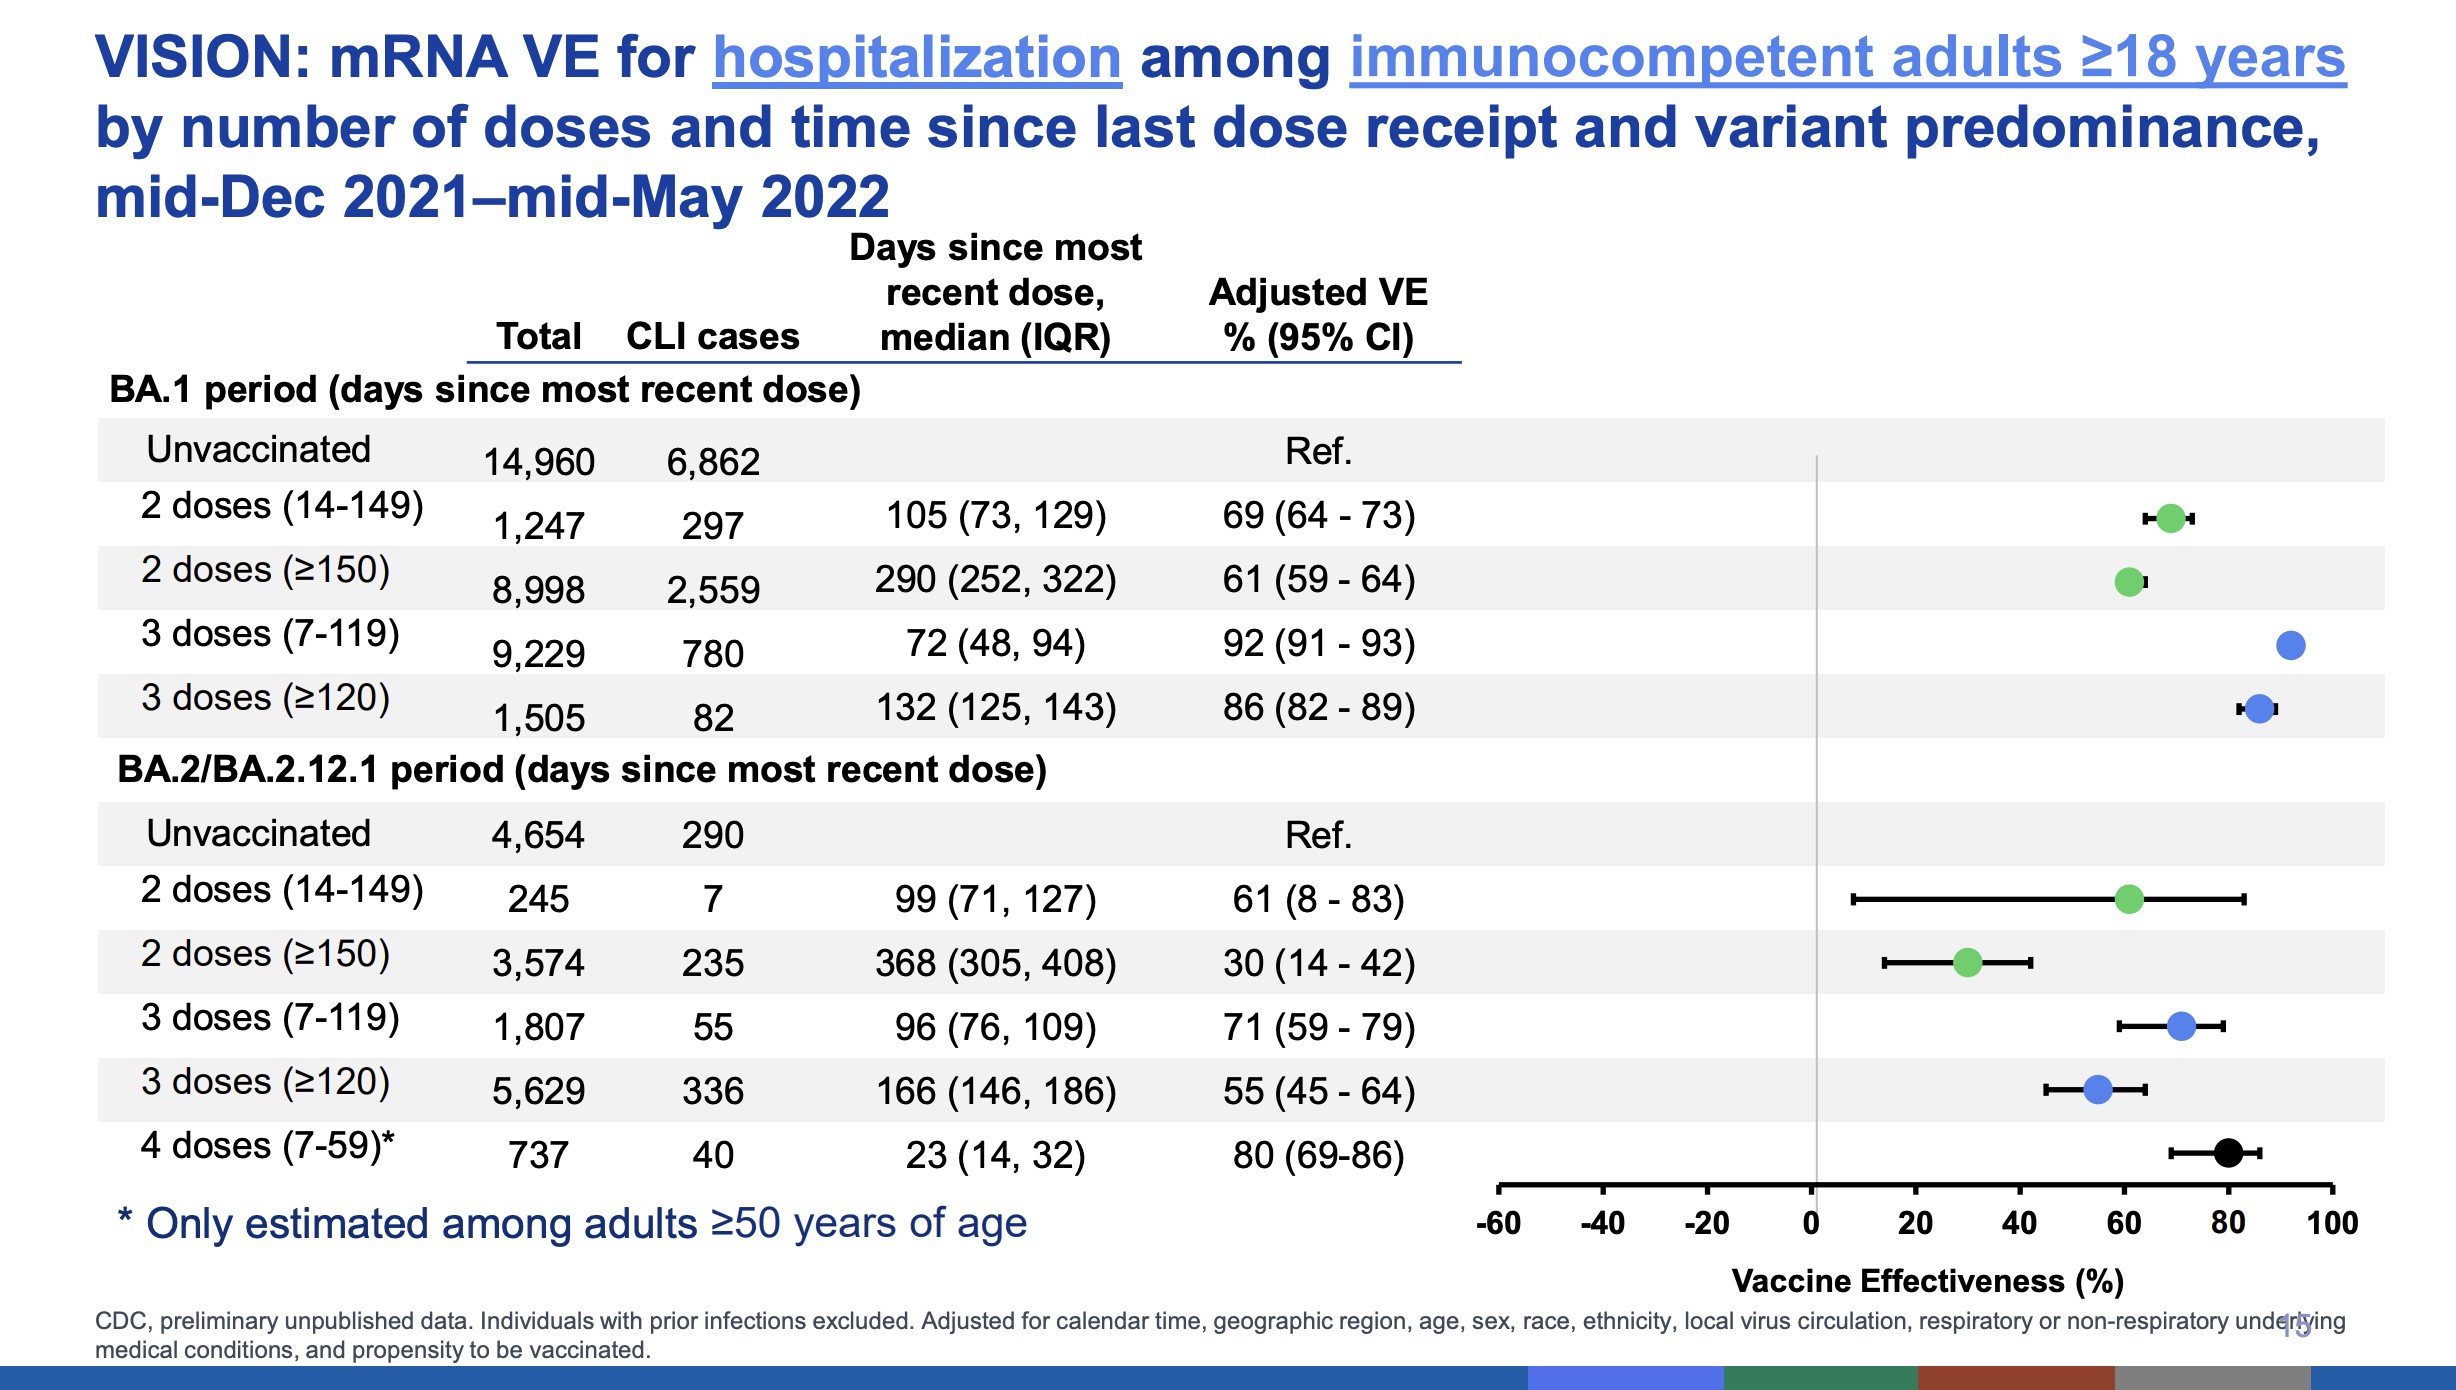 VISION: mRNA VE for hospitalization among immunocompetent adults ≥18 years
by number of doses and time since last dose receipt and variant predominance,
mid-Dec 2021–mid-May 2022
Total CLI cases Days since most
recent dose,
median (IQR) Adjusted VE
% (95% CI)
BA.1 period (days since most recent dose)
Unvaccinated 14,960 6,862 Ref.
2 doses (14-149) 1,247 297 105 (73, 129) 69 (64 - 73)
2 doses (≥150) 8,998 2,559 290 (252, 322) 61 (59 - 64)
3 doses (7-119) 9,229 780 72 (48, 94) 92 (91 - 93)
3 doses (≥120) 1,505 82 132 (125, 143) 86 (82 - 89)
BA.2/BA.2.12.1 period (days since most recent dose)
Unvaccinated 4,654 290 Ref.
2 doses (14-149) 245 7 99 (71, 127) 61 (8 - 83)
2 doses (≥150) 3,574 235 368 (305, 408) 30 (14 - 42)
3 doses (7-119) 1,807 55 96 (76, 109) 71 (59 - 79)
3 doses (≥120) 5,629 336 166 (146, 186) 55 (45 - 64)
4 doses (7-59)* 737 40 23 (14, 32) 80 (69-86)
-60 -40 -20 0 20 40 60 80 100
Vaccine Effectiveness (%)
* Only estimated among adults ≥50 years of age
CDC, preliminary unpublished data. Individuals with prior infections excluded. Adjusted for calendar time, geographic region, age, sex, race, ethnicity, local virus circulation, respiratory or non-respiratory underlying
medical conditions, and propensity to be vaccinated.
15